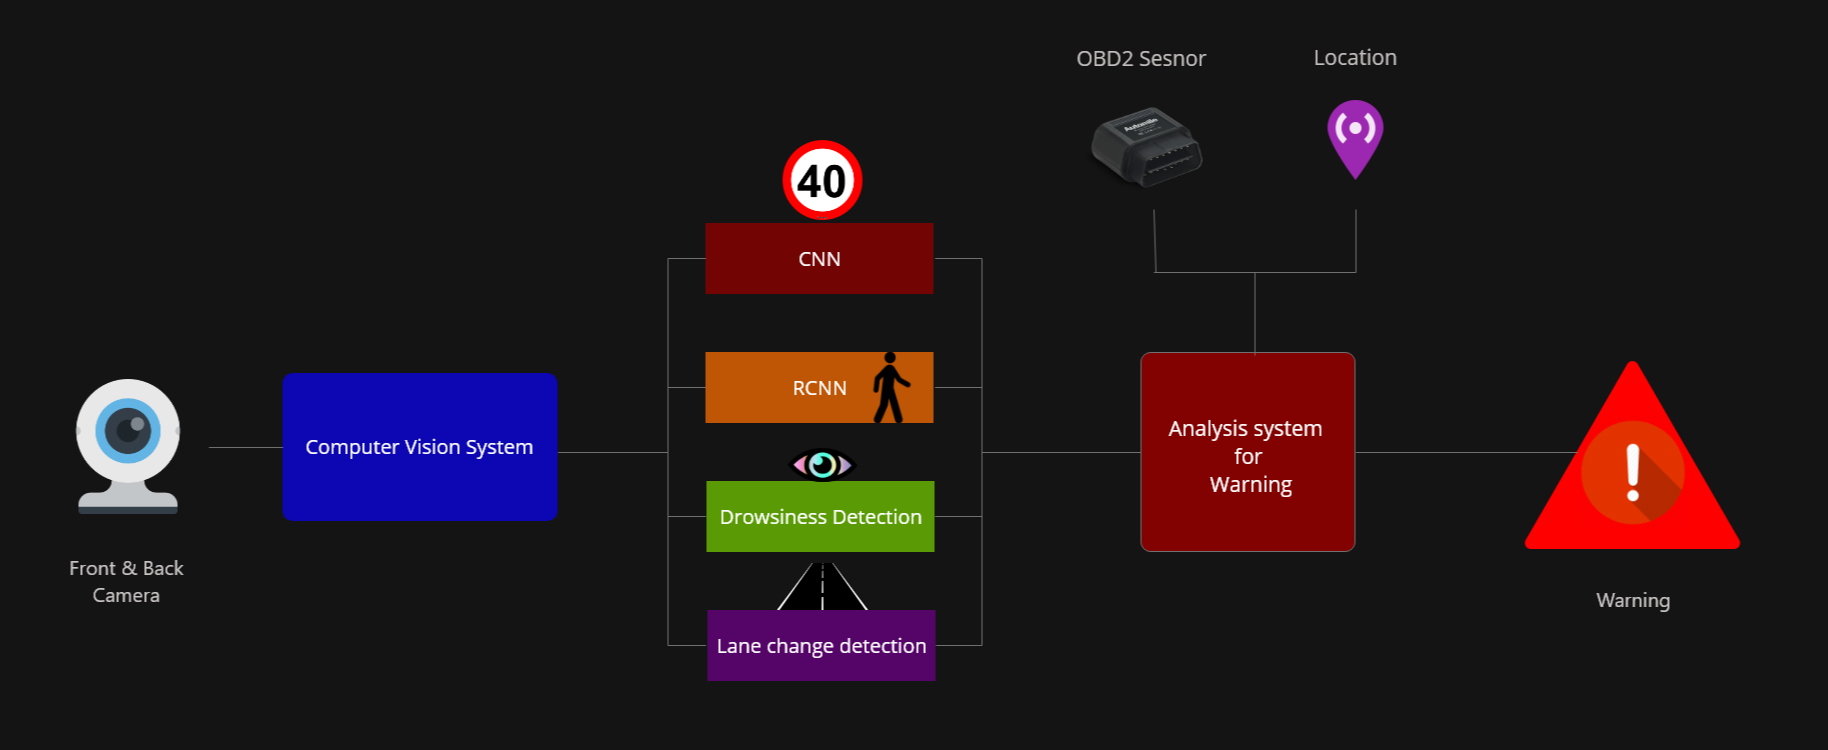 OBD2 Sesnor
Location
Autopilo
40
CNN
RCNN
Computer Vision System
Drowsiness Detection
Lane change detection
Analysis system
for
Warning
Front & Back
Camera
Warning